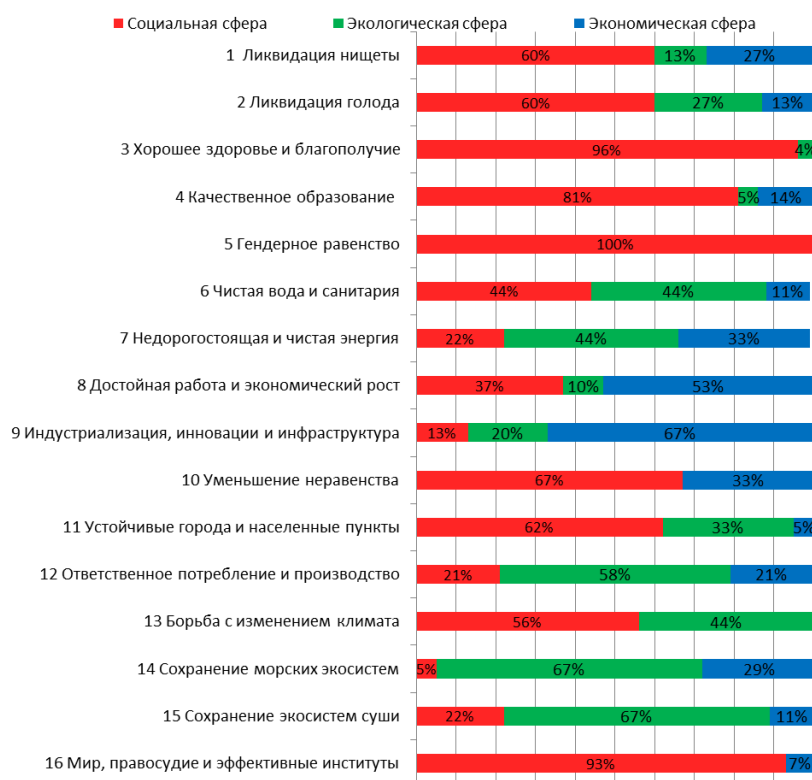 Социальная сфера Экологическая сфера Экономическая сфера
1 Ликвидация нищеты 60% 13% 27%
2 Ликвидация голода 60% 27% 13%
3 Хорошее здоровье и благополучие 96% 4%
4 Качественное образование 81% 5% 14%
5 Гендерное равенство 100%
6 Чистая вода и санитария 44% 44% 11%
7 Недорогостоящая и чистая энергия 22% 44% 33%
8 Достойная работа и экономический рост 37% 10% 53%
9 Индустриализация, инновации и инфраструктура 13% 20% 67%
10 Уменьшение неравенства 67% 33%
11 Устойчивые города и населенные пункты 62% 33% 5%
12 Ответственное потребление и производство 21% 58% 21%
13 Борьба с изменением климата 56% 44%
14 Сохранение морских экосистем 5% 67% 29%
15 Сохранение экосистем суши 22% 67% 11%
16 Мир, правосудие и эффективные институты 93% 7%